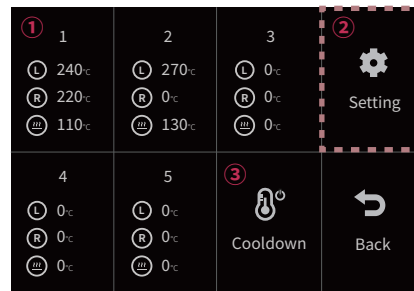 ① 1 2 3 ②
L 240°C L 270°C L 0°C
R 220°C R 0°C R 0°C Setting
110°C 130°C 0°C
4 5 ③
L 0°C L 0°C
R 0°C R 0°C Cooldown Back
0°C 0°C